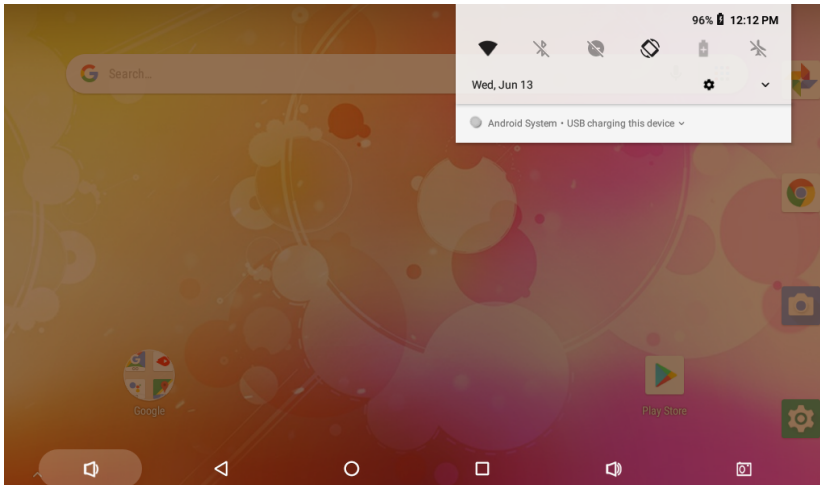 96% 12:12 PM
Search...
Wed, Jun 13
Android System • USB charging this device
Google
Play Store